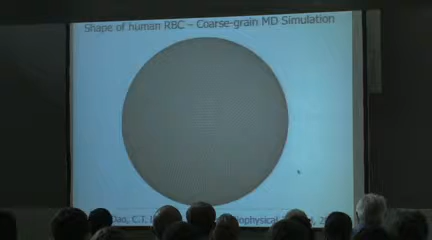 Shape of human RBC – Coarse-grain MD Simulation
Dao, C.T.